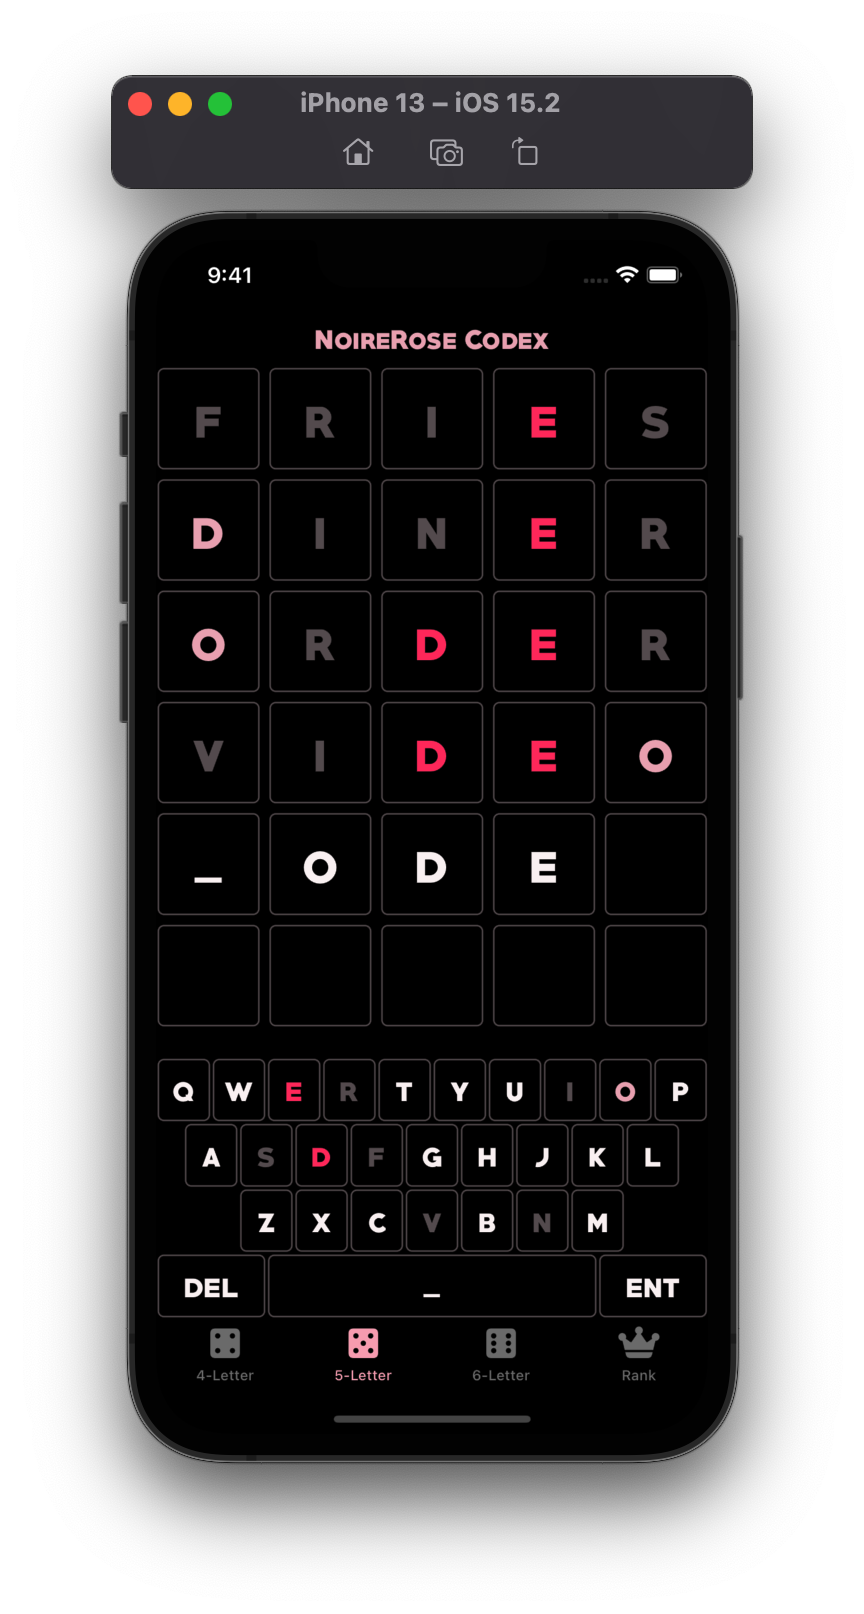 iPhone 13 – iOS 15.2
9:41
NoireRose Codex
F R I E S
D I N E R
O R D E R
V I D E O
_ O D E
Q W E R T Y U I O P
A S D F G H J K L
Z X C V B N M
DEL _ ENT
4-Letter 5-Letter 6-Letter Rank